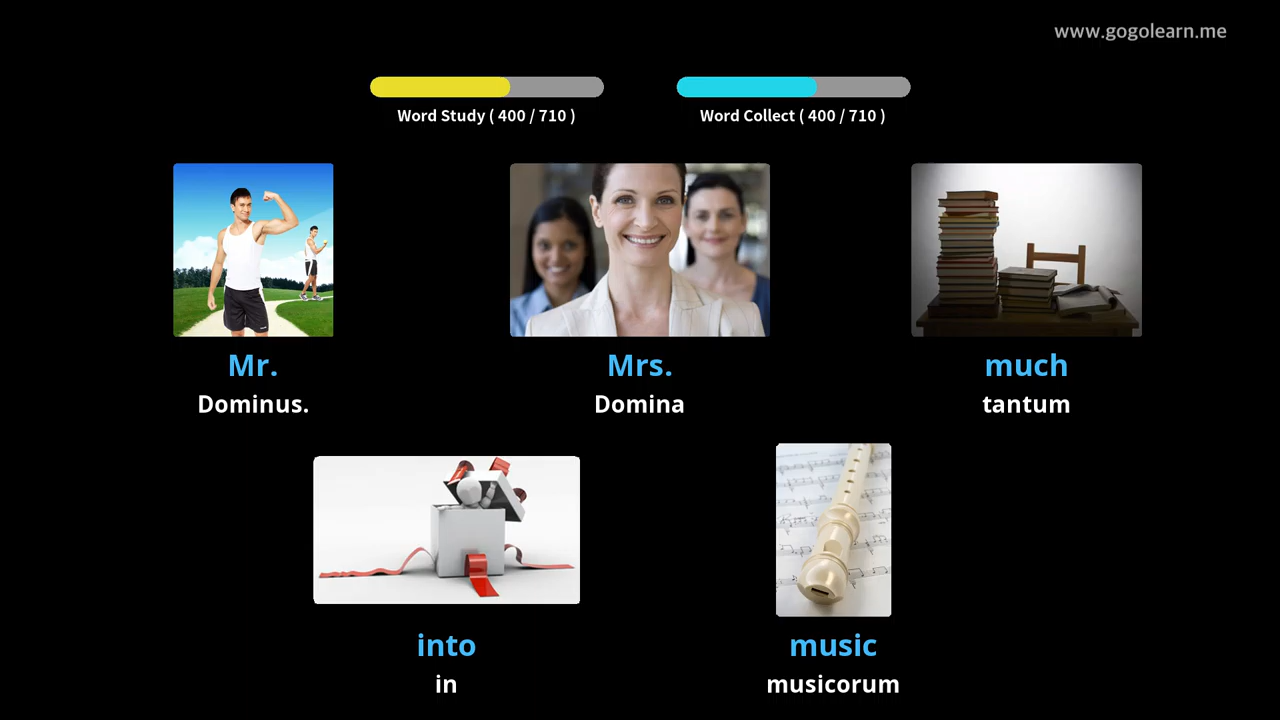 www.gogolearn.me
Word Study ( 400 / 710 )
Word Collect ( 400 / 710 )
Mr.
Dominus.
Mrs.
Domina
much
tantum
into
in
music
musicorum